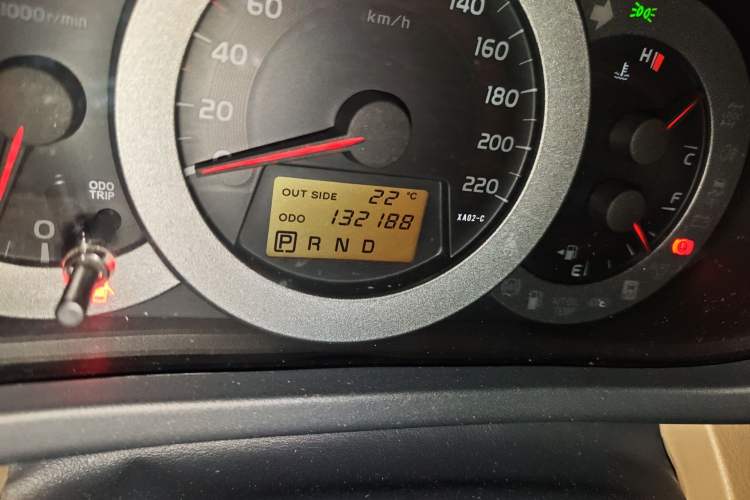 1000r/min
60
km/h
140
40
160
H
20
180
C
0
200
F
220
ODO
TRIP
OUT SIDE 22 °C
ODO 132188
XA02-C
P R N D
0
E